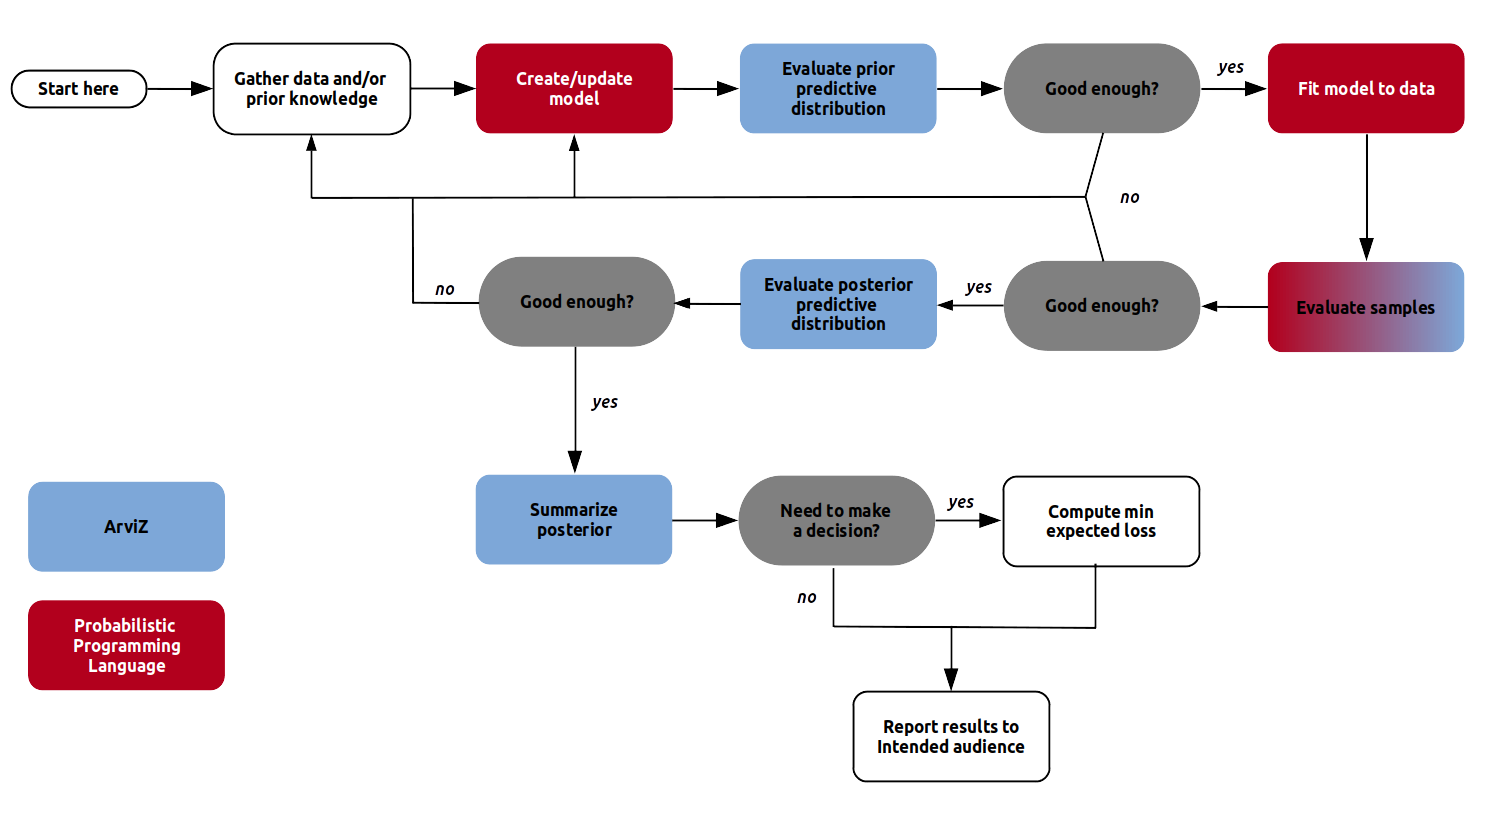 Start here
Gather data and/or
prior knowledge
Create/update
model
Evaluate prior
predictive
distribution
Good enough?
yes
Fit model to data
no
Evaluate samples
Good enough?
yes
Evaluate posterior
predictive
distribution
Good enough?
no
yes
Summarize
posterior
Need to make
a decision?
yes
Compute min
expected loss
no
Report results to
Intended audience
ArviZ
Probabilistic
Programming
Language